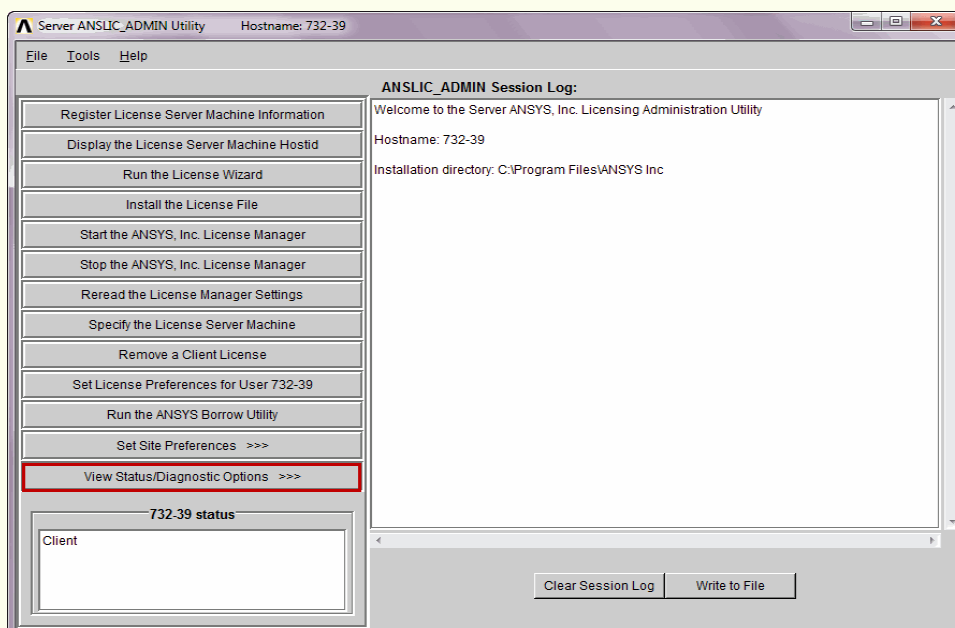 Server ANSLIC_ADMIN Utility Hostname: 732-39
File Tools Help
ANSLIC_ADMIN Session Log:
Register License Server Machine Information
Display the License Server Machine Hostid
Run the License Wizard
Install the License File
Start the ANSYS, Inc. License Manager
Stop the ANSYS, Inc. License Manager
Reread the License Manager Settings
Specify the License Server Machine
Remove a Client License
Set License Preferences for User 732-39
Run the ANSYS Borrow Utility
Set Site Preferences >>>
View Status/Diagnostic Options >>>
732-39 status
Client
Welcome to the Server ANSYS, Inc. Licensing Administration Utility
Hostname: 732-39
Installation directory: C:\Program Files\ANSYS Inc
Clear Session Log
Write to File